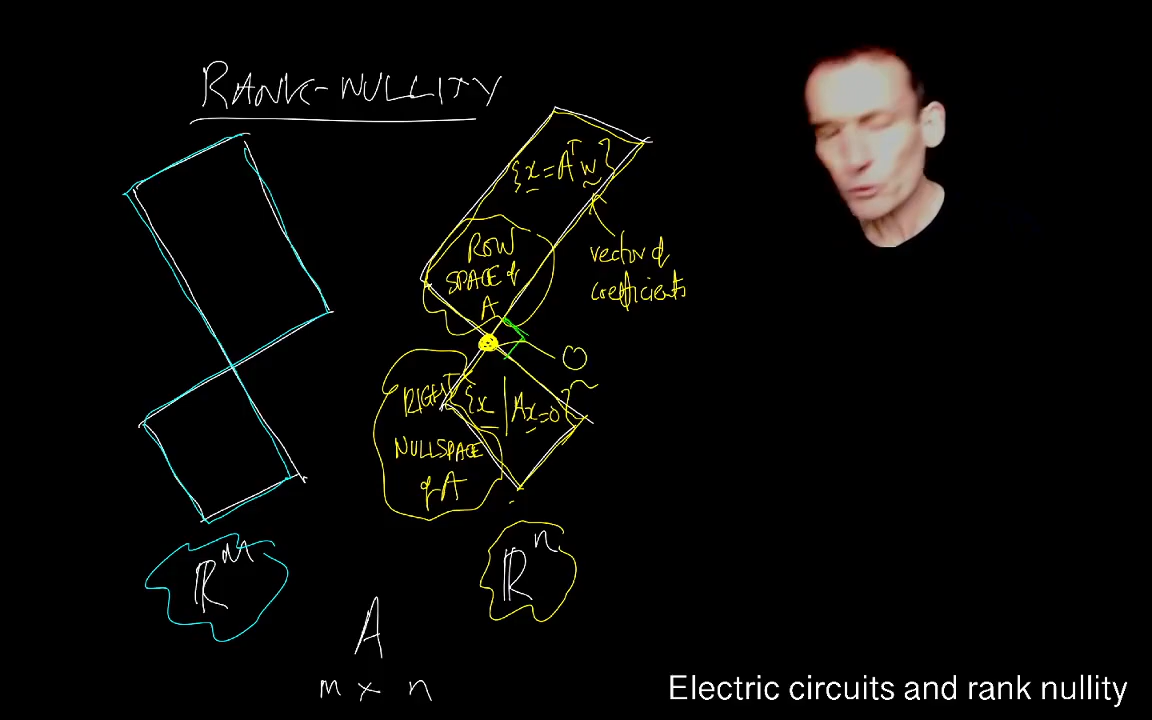 RANK-NULLITY
{x = Aᵀw}
ROW
SPACE of
A
vector of
coefficients
0
RIGHT
NULLSPACE
of A
{x | Ax=0}
ℝᵐ
ℝⁿ
A
m × n
Electric circuits and rank nullity